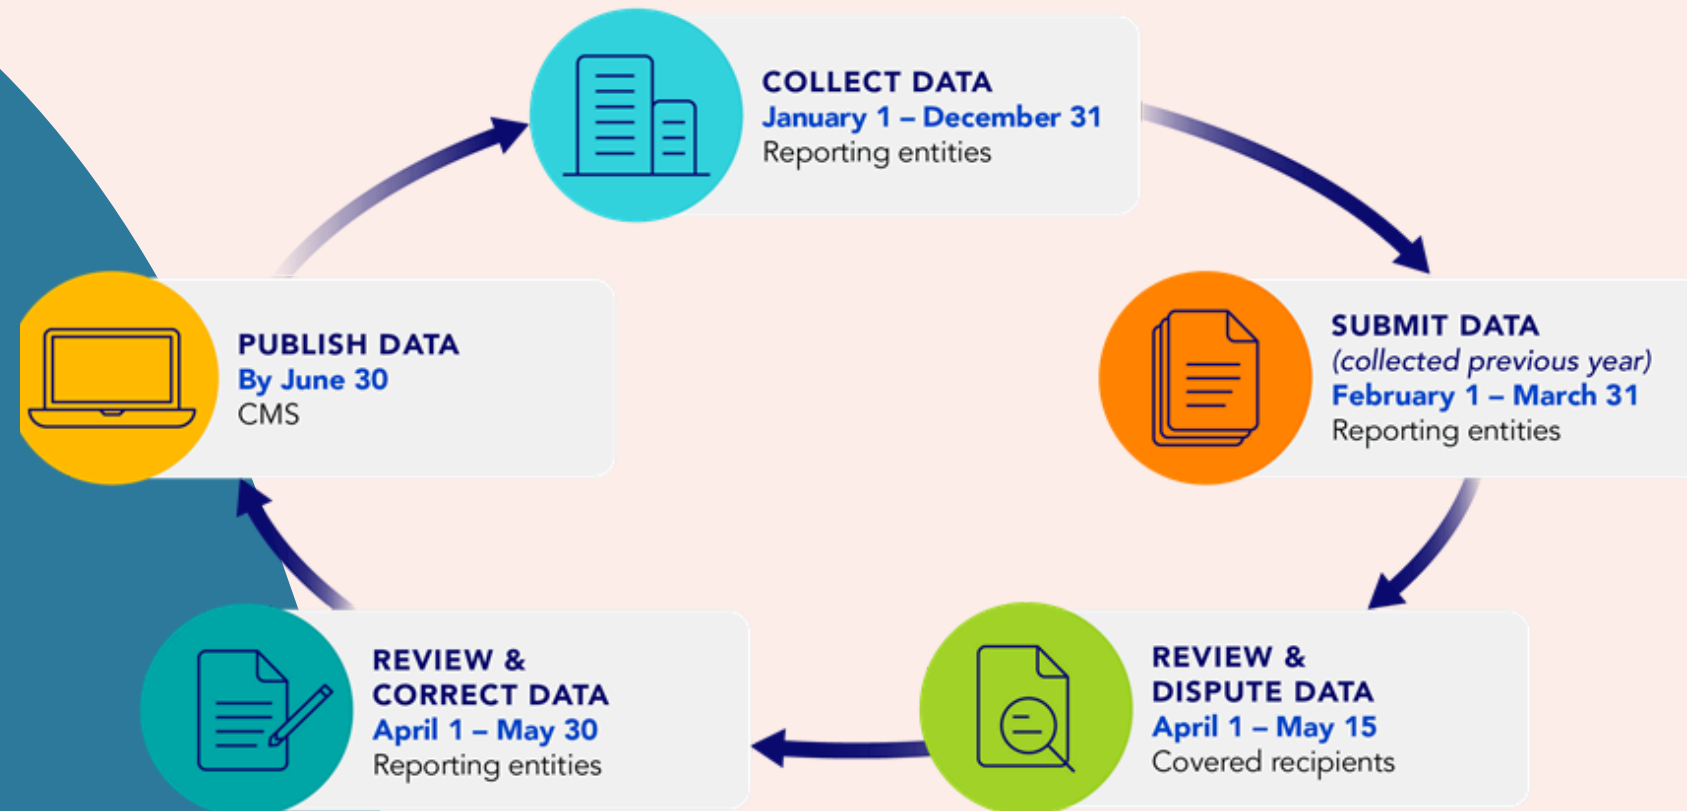 COLLECT DATA
January 1 – December 31
Reporting entities
SUBMIT DATA
(collected previous year)
February 1 – March 31
Reporting entities
REVIEW &
DISPUTE DATA
April 1 – May 15
Covered recipients
REVIEW &
CORRECT DATA
April 1 – May 30
Reporting entities
PUBLISH DATA
By June 30
CMS